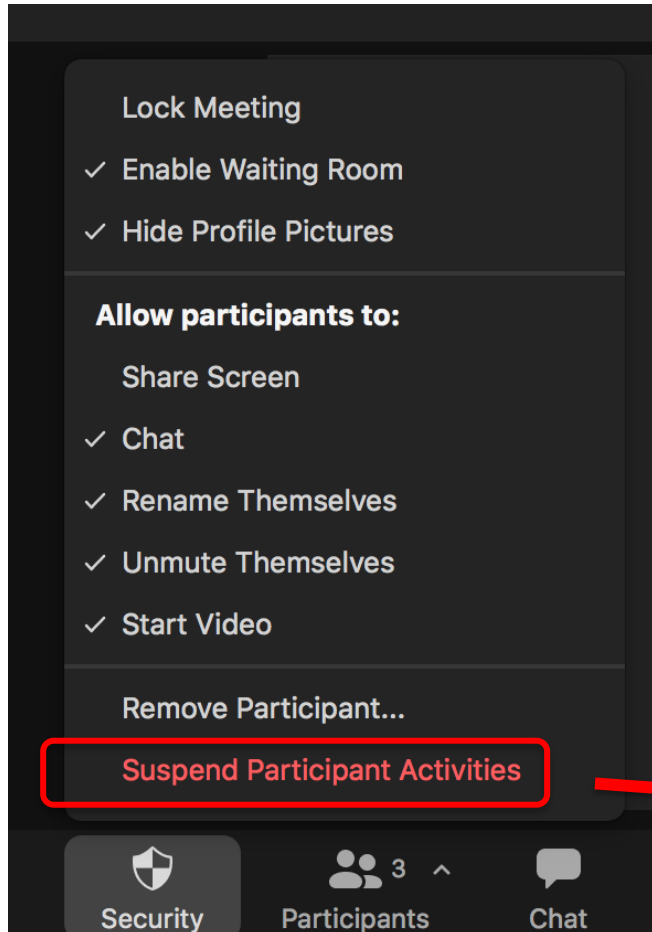 Lock Meeting
✓ Enable Waiting Room
✓ Hide Profile Pictures
Allow participants to:
Share Screen
✓ Chat
✓ Rename Themselves
✓ Unmute Themselves
✓ Start Video
Remove Participant...
Suspend Participant Activities
3
Security Participants Chat